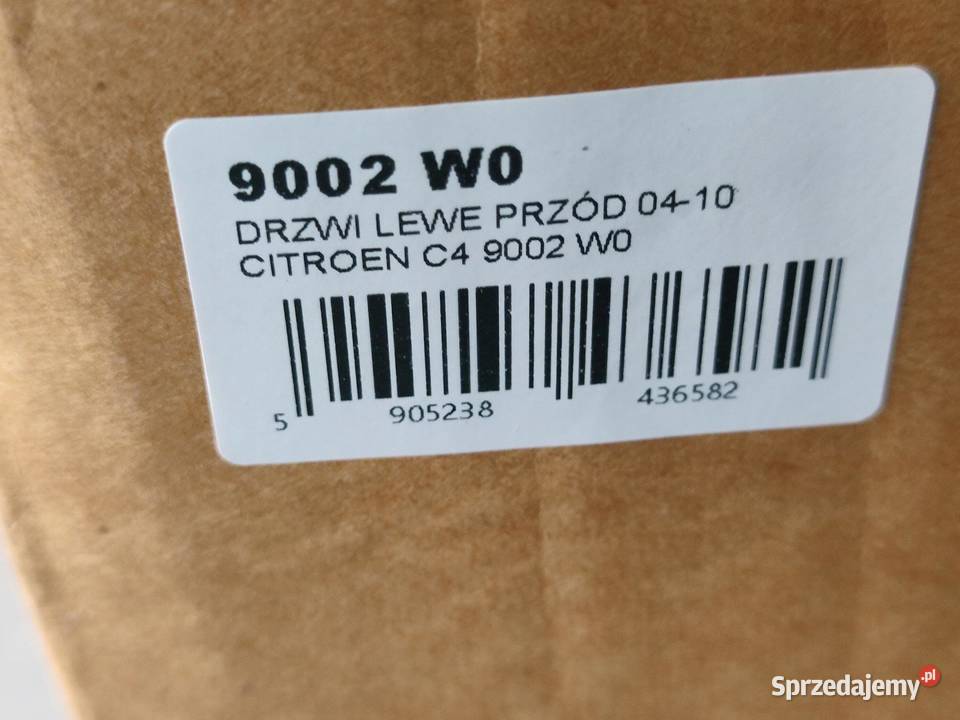 9002 W0
DRZWI LEWE PRZÓD 04-10
CITROEN C4 9002 W0
5 905238 436582
Sprzedajemy.pl